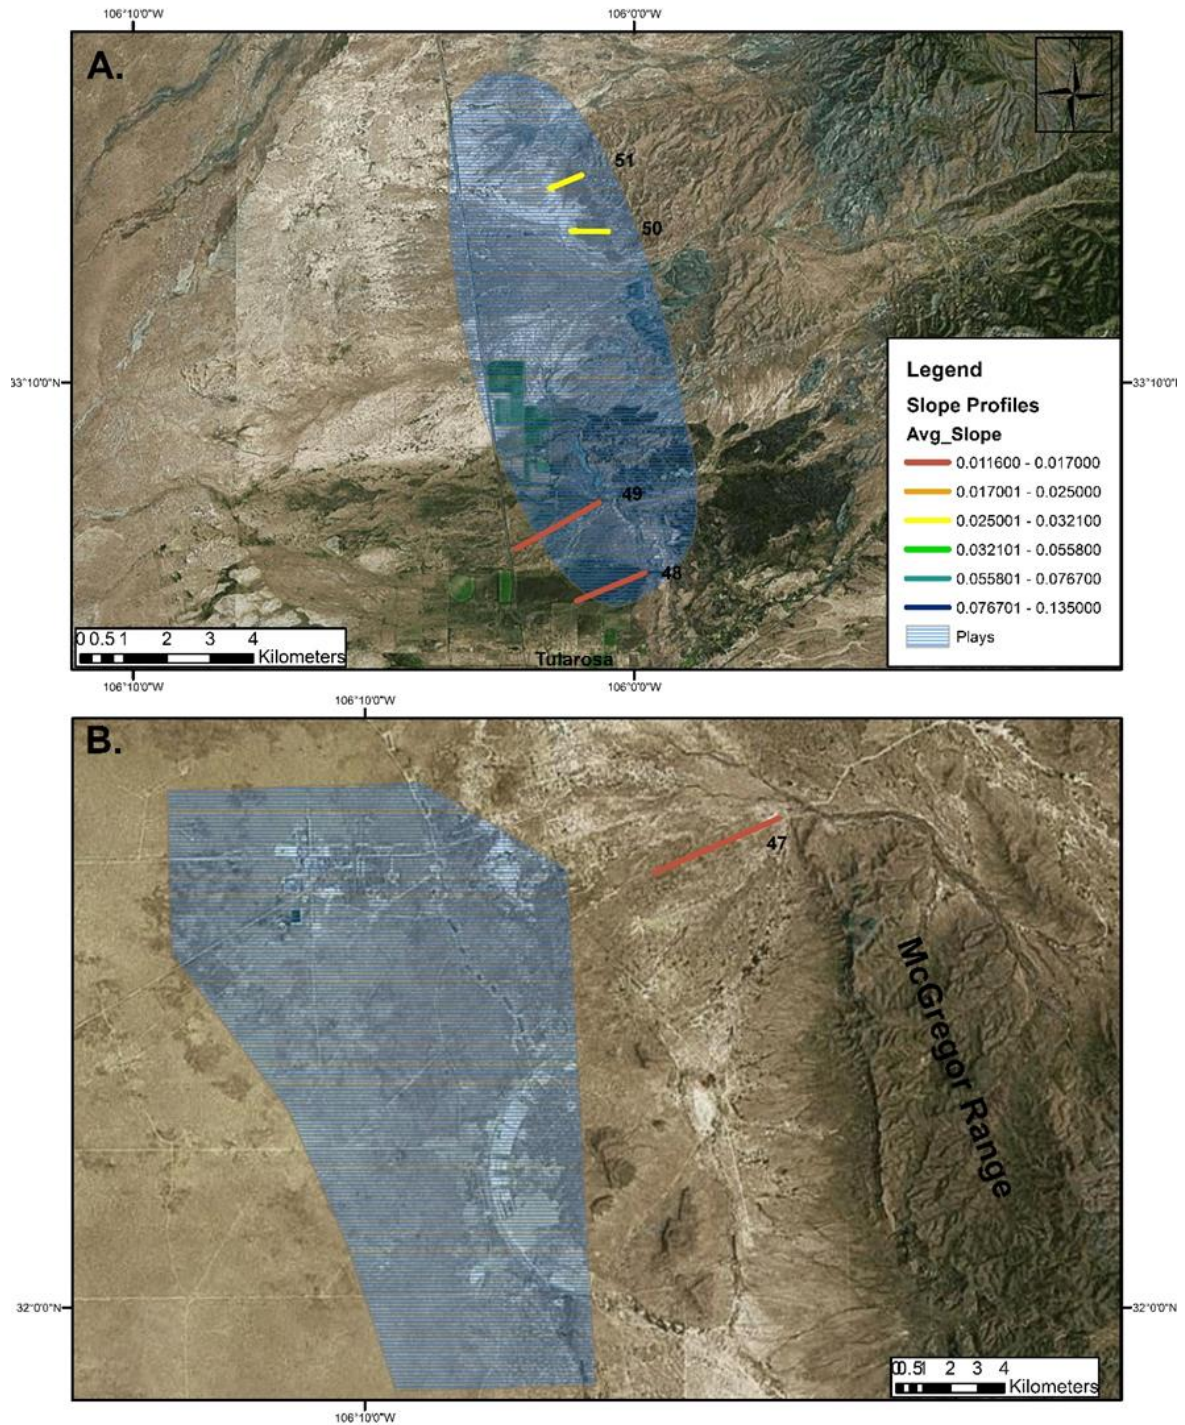 106°10'0"W 106°0'0"W
A.
N
51
50
33°10'0"N 33°10'0"N
Legend
Slope Profiles
Avg_Slope
0.011600 - 0.017000
0.017001 - 0.025000
0.025001 - 0.032100
0.032101 - 0.055800
0.055801 - 0.076700
0.076701 - 0.135000
Plays
49
48
0 0.5 1 2 3 4
Kilometers
Tularosa
106°10'0"W 106°0'0"W
106°10'0"W
B.
47
McGregor Range
32°0'0"N 32°0'0"N
0 0.5 1 2 3 4
Kilometers
106°10'0"W